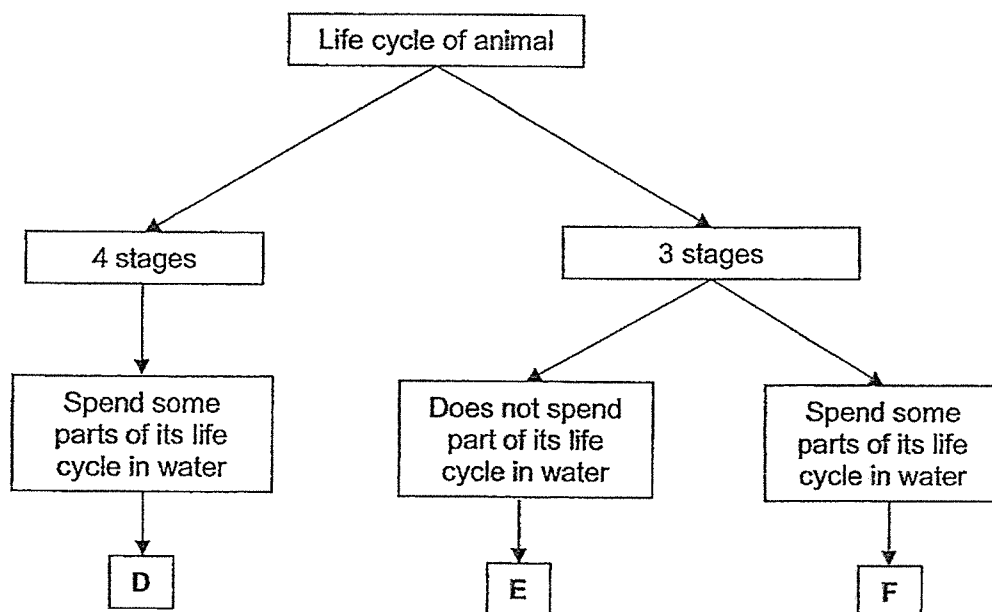 Life cycle of animal
4 stages
3 stages
Spend some
parts of its life
cycle in water
Does not spend
part of its life
cycle in water
Spend some
parts of its life
cycle in water
D
E
F